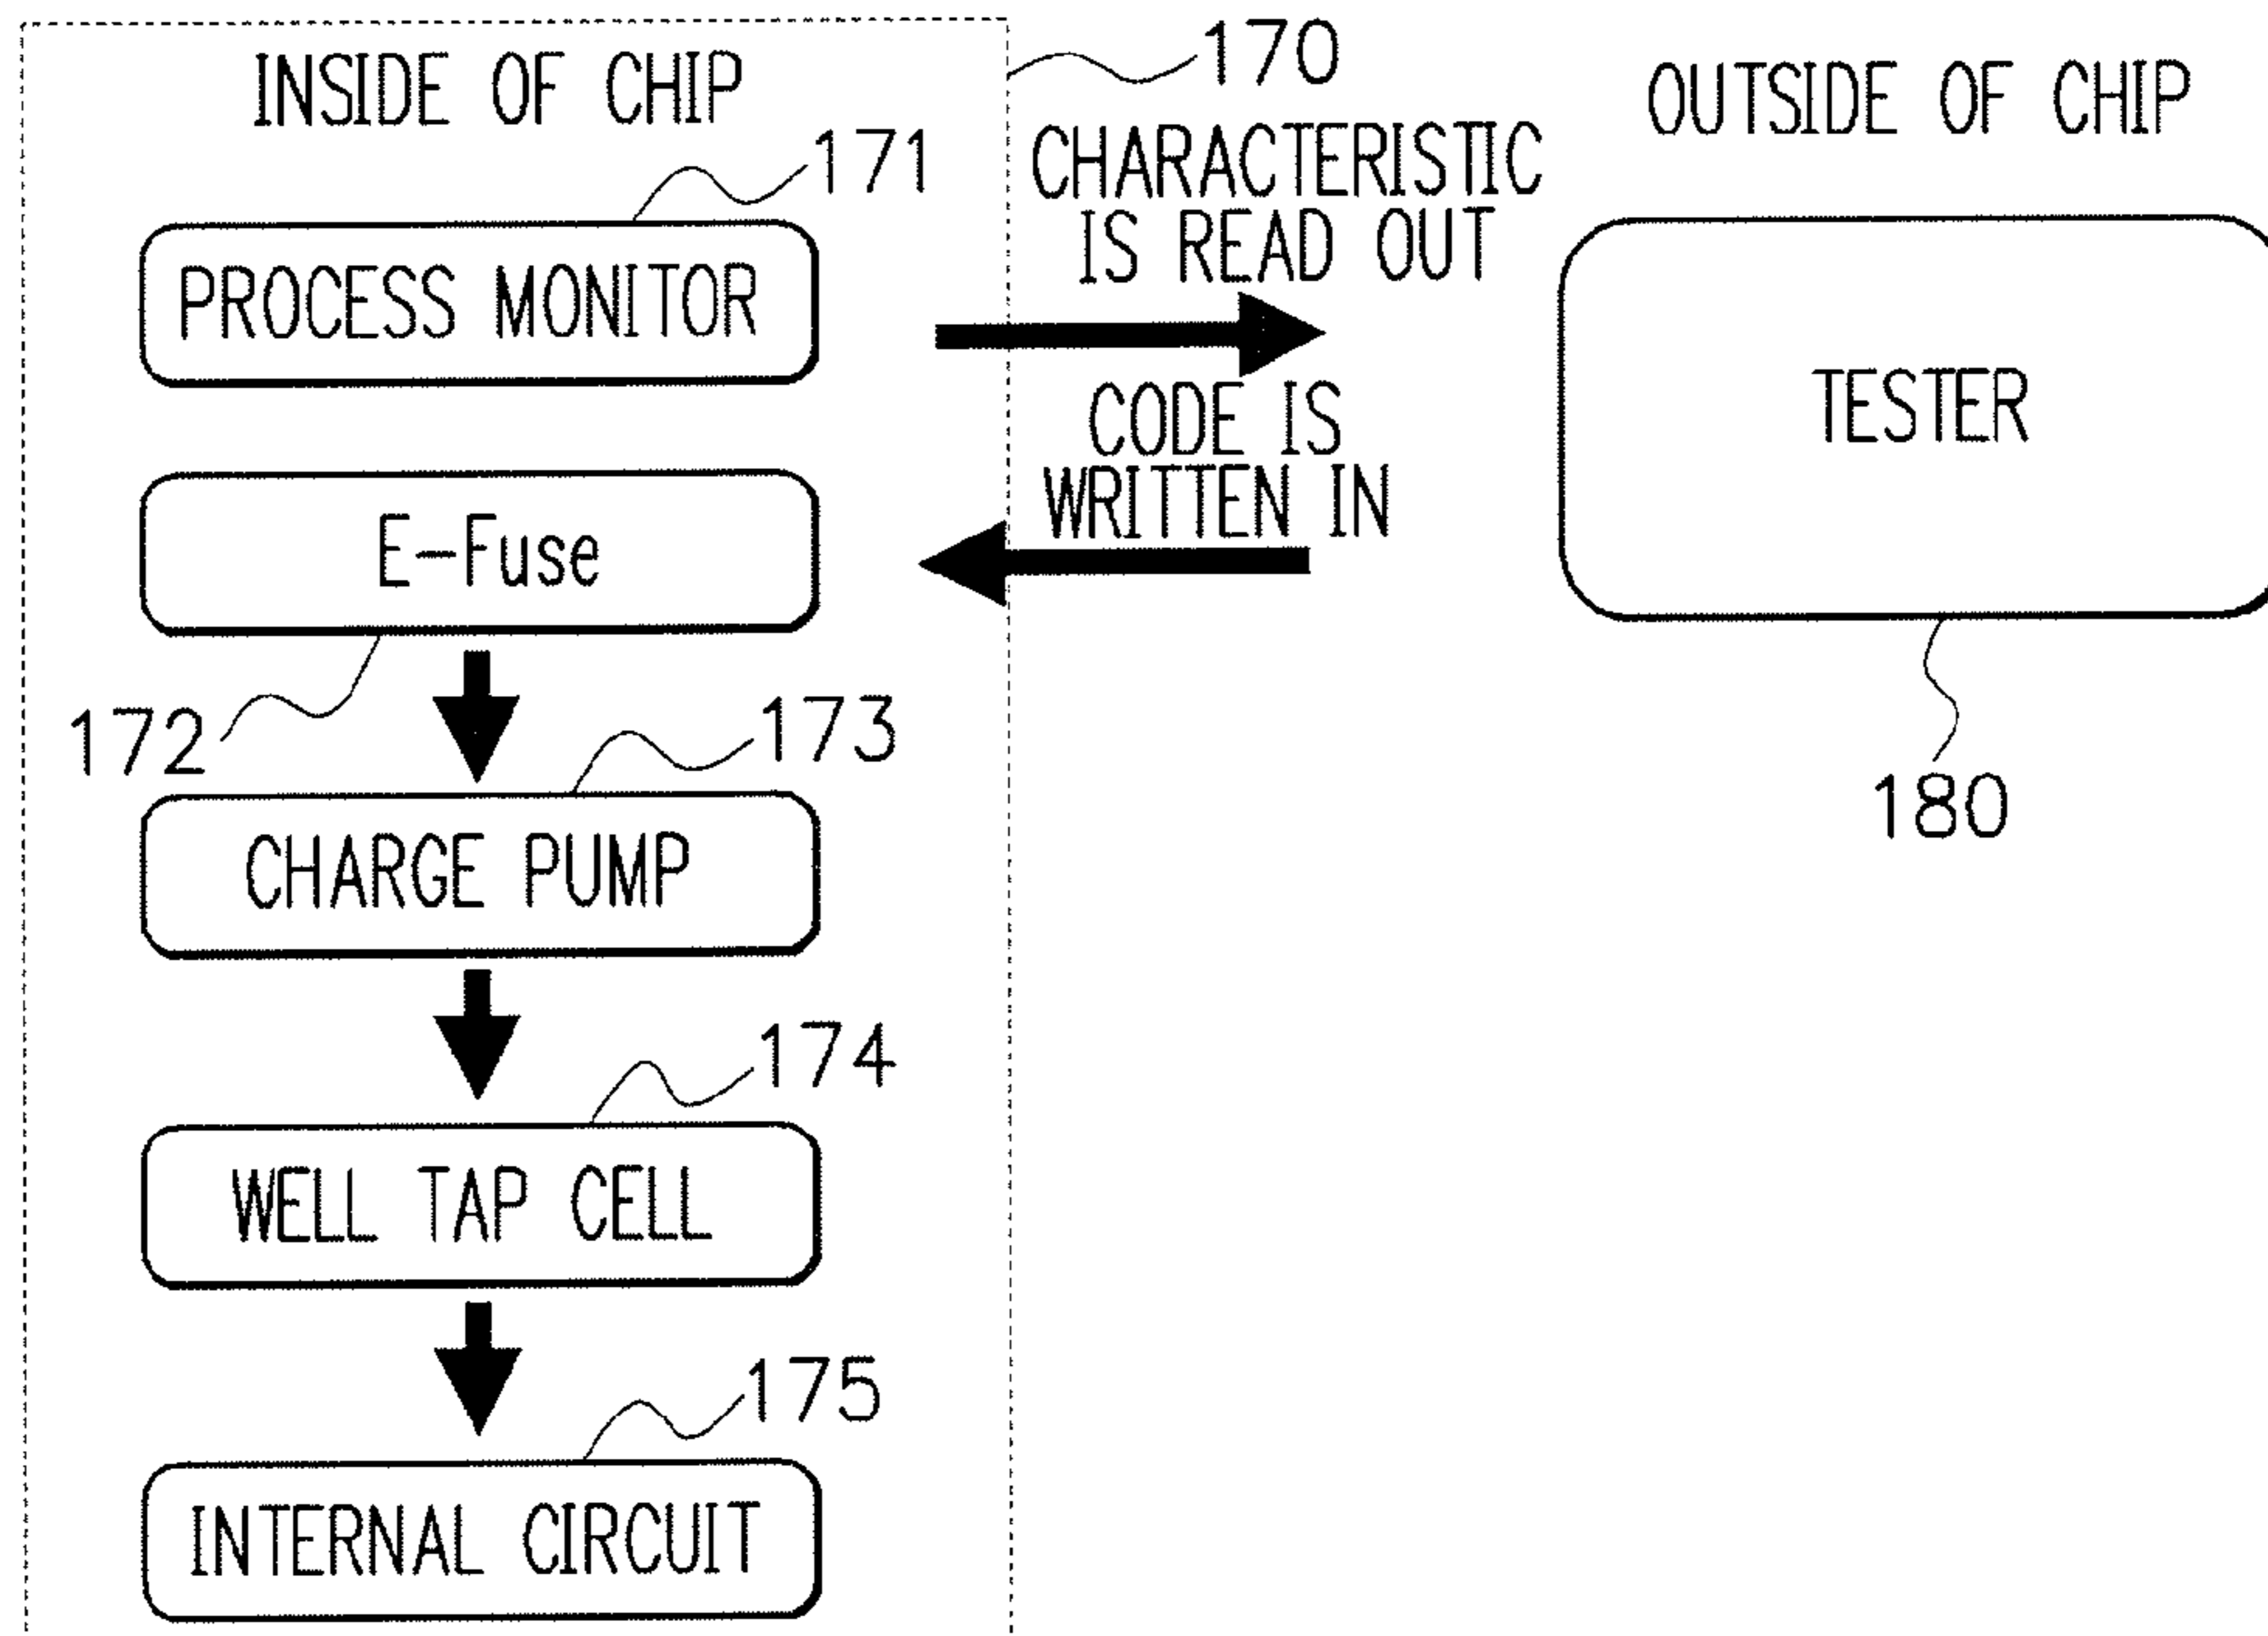 INSIDE OF CHIP
170
OUTSIDE OF CHIP
171
CHARACTERISTIC
IS READ OUT
PROCESS MONITOR
TESTER
CODE IS
WRITTEN IN
E-Fuse
172
173
180
CHARGE PUMP
174
WELL TAP CELL
175
INTERNAL CIRCUIT